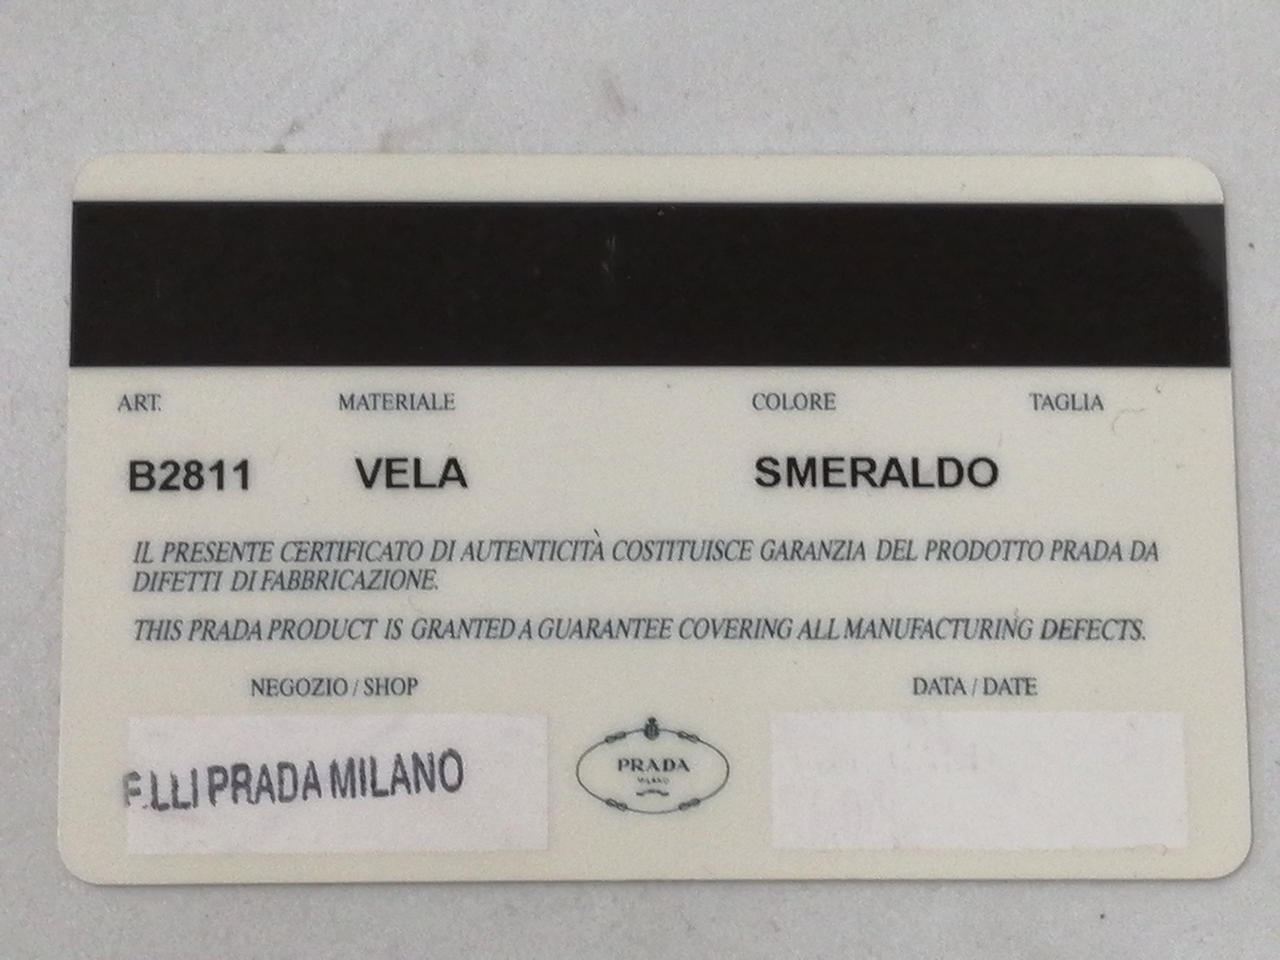 ART. MATERIALE COLORE TAGLIA
B2811 VELA SMERALDO
IL PRESENTE CERTIFICATO DI AUTENTICITÀ COSTITUISCE GARANZIA DEL PRODOTTO PRADA DA
DIFETTI DI FABBRICAZIONE.
THIS PRADA PRODUCT IS GRANTED A GUARANTEE COVERING ALL MANUFACTURING DEFECTS.
NEGOZIO / SHOP DATA / DATE
F.LLI PRADA MILANO
PRADA
MILANO